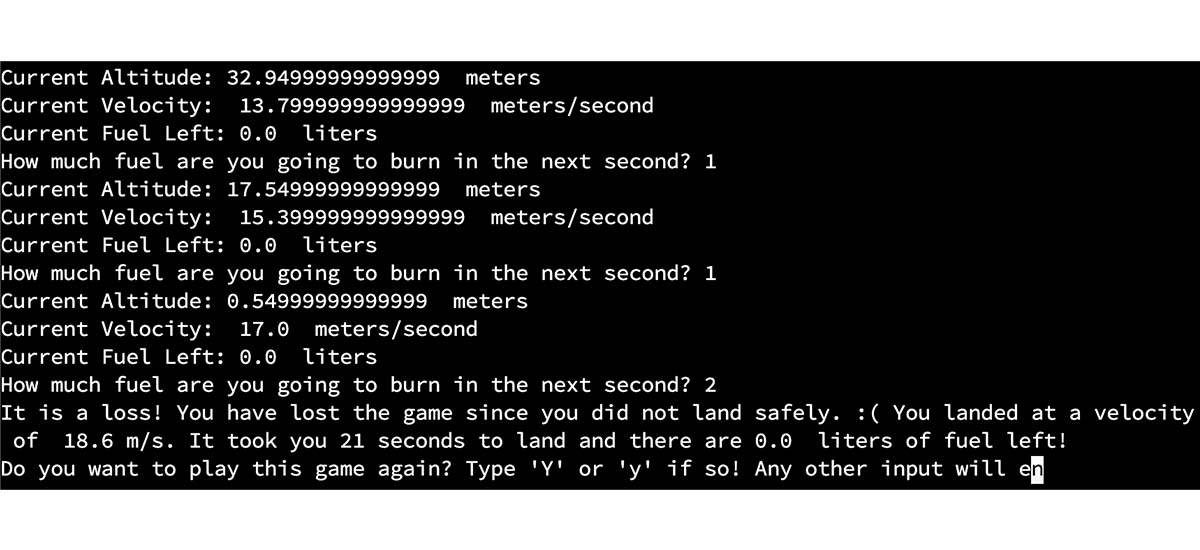 Current Altitude: 32.94999999999999  meters
Current Velocity:  13.799999999999999  meters/second
Current Fuel Left: 0.0  liters
How much fuel are you going to burn in the next second? 1
Current Altitude: 17.54999999999999  meters
Current Velocity:  15.399999999999999  meters/second
Current Fuel Left: 0.0  liters
How much fuel are you going to burn in the next second? 1
Current Altitude: 0.54999999999999  meters
Current Velocity:  17.0  meters/second
Current Fuel Left: 0.0  liters
How much fuel are you going to burn in the next second? 2
It is a loss! You have lost the game since you did not land safely. :( You landed at a velocity
 of  18.6 m/s. It took you 21 seconds to land and there are 0.0  liters of fuel left!
Do you want to play this game again? Type 'Y' or 'y' if so! Any other input will en